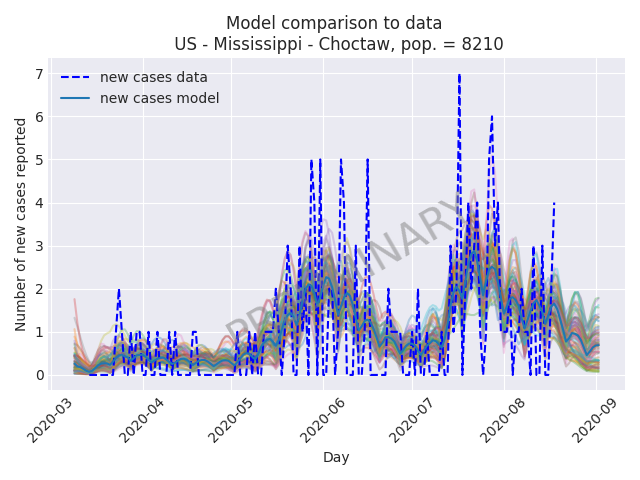 Model comparison to data
US - Mississippi - Choctaw, pop. = 8210
new cases data
new cases model
PRELIMINARY
Number of new cases reported
7
6
5
4
3
2
1
0
2020-03
2020-04
2020-05
2020-06
2020-07
2020-08
2020-09
Day